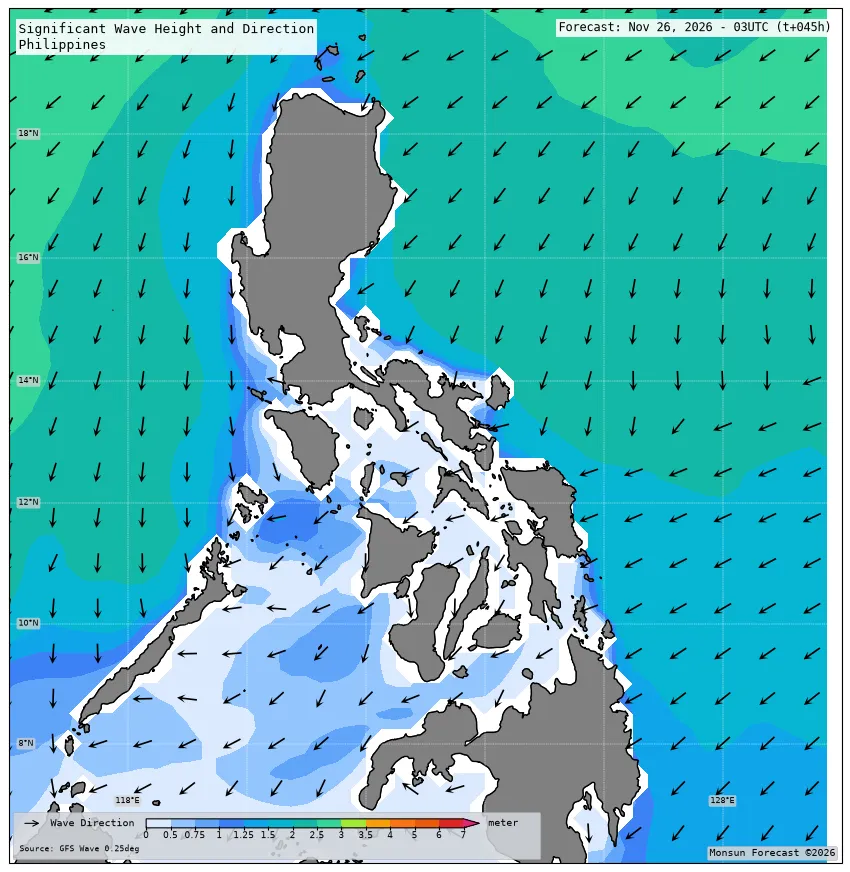 Significant Wave Height and Direction
Philippines
Forecast: Nov 26, 2026 - 03UTC (t+045h)
18°N
16°N
14°N
12°N
10°N
8°N
118°E
128°E
Wave Direction
0 0.5 0.75 1 1.25 1.5 2 2.5 3 3.5 4 5 6 7
meter
Source: GFS Wave 0.25deg
Monsun Forecast ©2026